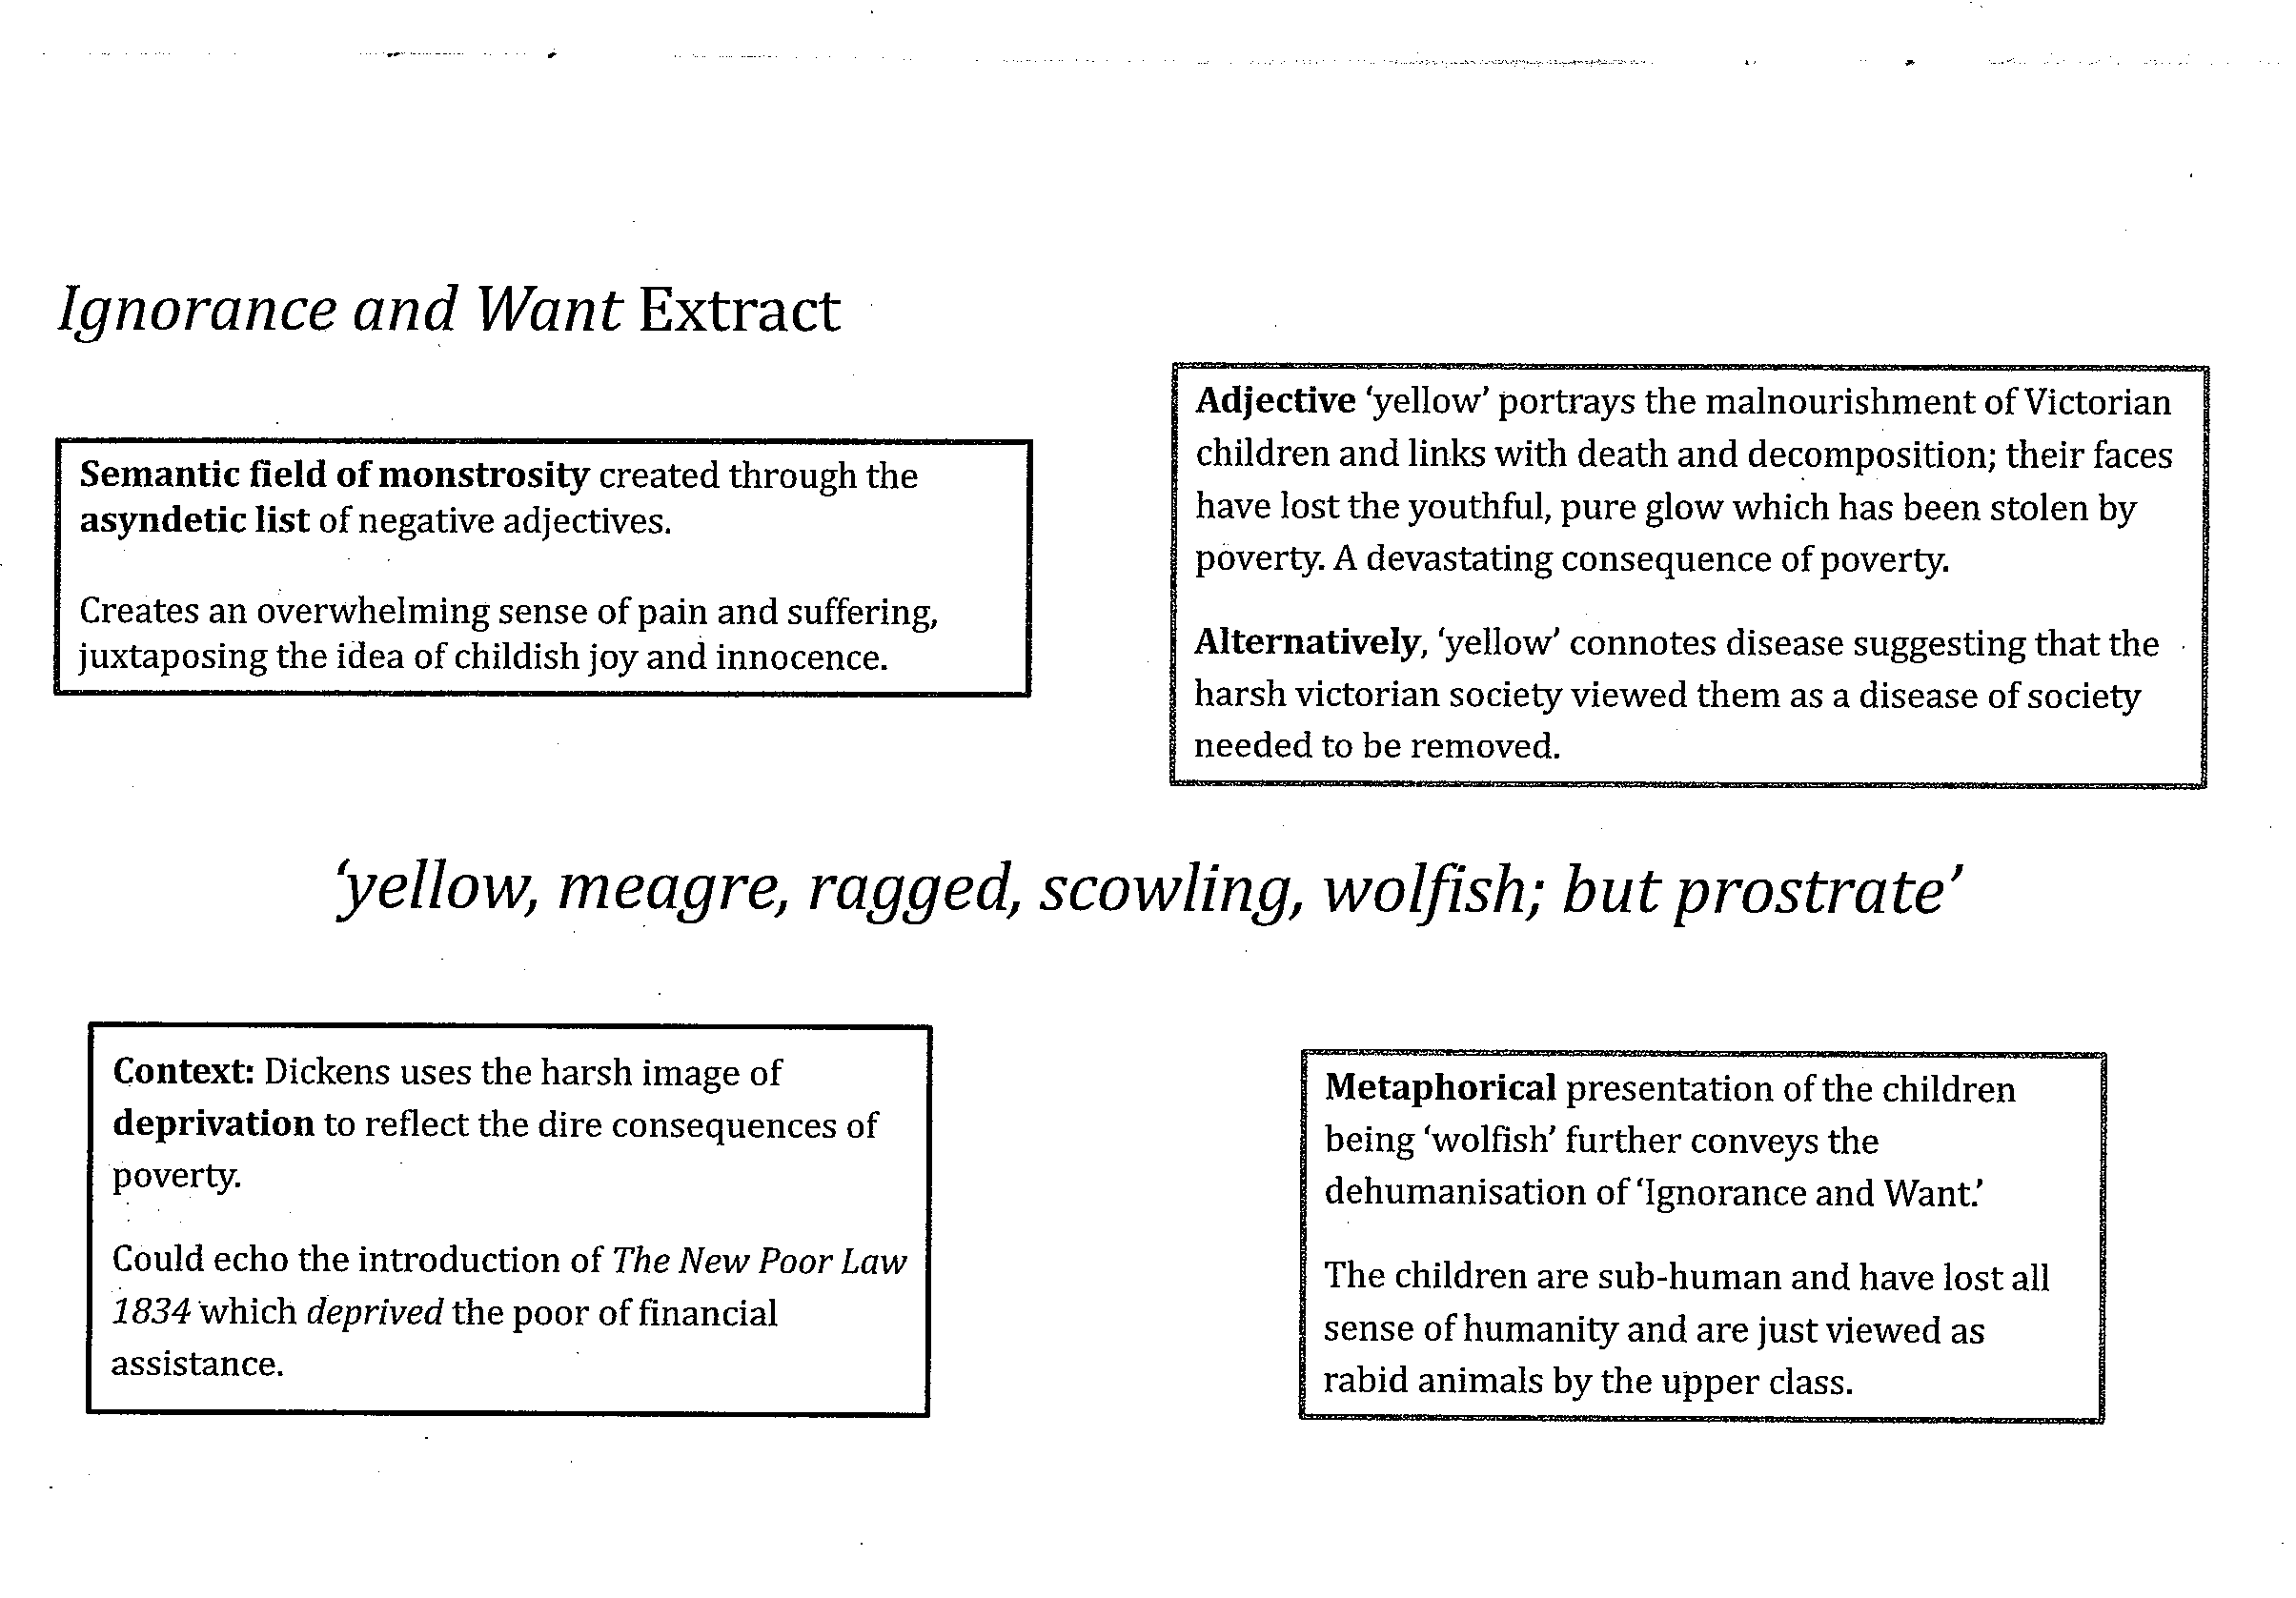 Ignorance and Want Extract
Semantic field of monstrosity created through the
asyndetic list of negative adjectives.
Creates an overwhelming sense of pain and suffering,
juxtaposing the idea of childish joy and innocence.
Adjective ‘yellow’ portrays the malnourishment of Victorian
children and links with death and decomposition; their faces
have lost the youthful, pure glow which has been stolen by
poverty. A devastating consequence of poverty.
Alternatively, ‘yellow’ connotes disease suggesting that the
harsh victorian society viewed them as a disease of society
needed to be removed.
‘yellow, meagre, ragged, scowling, wolfish; but prostrate’
Context: Dickens uses the harsh image of
deprivation to reflect the dire consequences of
poverty.
Could echo the introduction of The New Poor Law
1834 which deprived the poor of financial
assistance.
Metaphorical presentation of the children
being ‘wolfish’ further conveys the
dehumanisation of ‘Ignorance and Want.’
The children are sub-human and have lost all
sense of humanity and are just viewed as
rabid animals by the upper class.